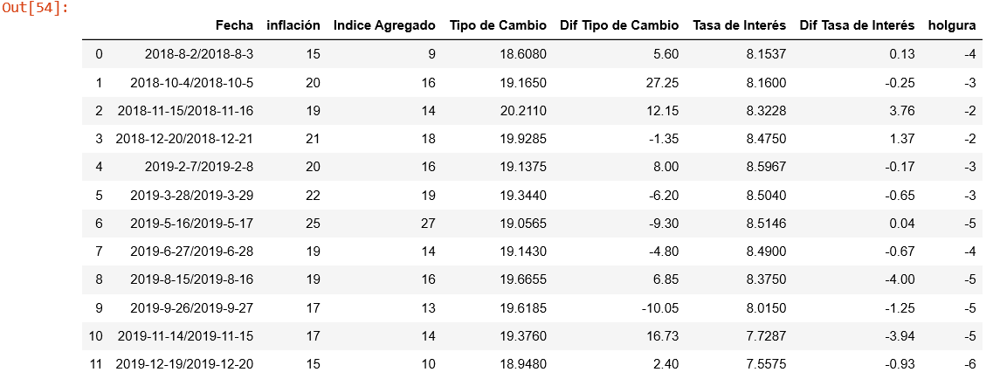 Out[54]:
Fecha inflación Indice Agregado Tipo de Cambio Dif Tipo de Cambio Tasa de Interés Dif Tasa de Interés holgura
0 2018-8-2/2018-8-3 15 9 18.6080 5.60 8.1537 0.13 -4
1 2018-10-4/2018-10-5 20 16 19.1650 27.25 8.1600 -0.25 -3
2 2018-11-15/2018-11-16 19 14 20.2110 12.15 8.3228 3.76 -2
3 2018-12-20/2018-12-21 21 18 19.9285 -1.35 8.4750 1.37 -2
4 2019-2-7/2019-2-8 20 16 19.1375 8.00 8.5967 -0.17 -3
5 2019-3-28/2019-3-29 22 19 19.3440 -6.20 8.5040 -0.65 -3
6 2019-5-16/2019-5-17 25 27 19.0565 -9.30 8.5146 0.04 -5
7 2019-6-27/2019-6-28 19 14 19.1430 -4.80 8.4900 -0.67 -4
8 2019-8-15/2019-8-16 19 16 19.6655 6.85 8.3750 -4.00 -5
9 2019-9-26/2019-9-27 17 13 19.6185 -10.05 8.0150 -1.25 -5
10 2019-11-14/2019-11-15 17 14 19.3760 16.73 7.7287 -3.94 -5
11 2019-12-19/2019-12-20 15 10 18.9480 2.40 7.5575 -0.93 -6